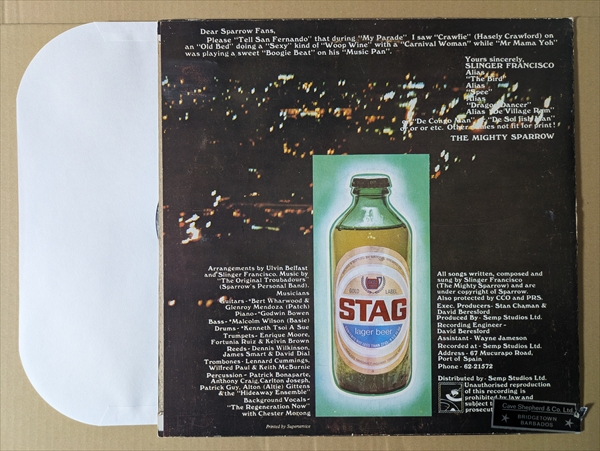 Dear Sparrow Fans,
Please "Tell San Fernando" that during "My Parade" I saw "Crawfie" (Hasely Crawford) on
an "Old Bed" doing a "Sexy" kind of "Woop Wine" with a "Carnival Woman" while "Mr Mama Yoh"
was playing a sweet "Boogie Beat" on his "Music Pan".
Yours sincerely,
SLINGER FRANCISCO
Alias
"The Bird"
Alias
Alias
"Dragon Dancer"
Alias "De Village Ram"
"De Congo Man"
or or or etc. Other names not fit for print!
THE MIGHTY SPARROW
GOLD LABEL
STAG
lager beer
Arrangements by Ulvin Belfast
and Slinger Francisco. Music by
"The Original Troubadours"
(Sparrow's Personal Band).
Musicians
Guitars - *Bert Wharwood &
Glenroy Mendoza (Patch)
Piano - *Godwin Bowen
Bass - *Malcolm Wilson (Basie)
Drums - *Kenneth Tsoi A Sue
Trumpets - Enrique Moore,
Fortunia Ruiz & Kelvin Brown
Reeds - Dennis Wilkinson,
James Smart & David Dial
Trombones - Lennard Cummings,
Wilfred Paul & Keith McBurnie
Percussion - Patrick Bonaparte,
Anthony Craig, Carlton Joseph,
Patrick Guy, Alton (Altie) Gittens
& the "Hideaway Ensemble"
Background Vocals -
"The Regeneration Now"
with Chester Morong
Printed by Supramerica
All songs written, composed and
sung by Slinger Francisco
(The Mighty Sparrow) and are
under copyright of Sparrow.
Also protected by CCO and PRS.
Exec. Producers - Stan Chaman &
David Beresford
Produced By - Semp Studios Ltd.
Recording Engineer -
David Beresford
Assistant - Wayne Jameson
Recorded at - Semp Studios Ltd.
Address - 67 Mucurapo Road,
Port of Spain
Phone - 62-21572
Distributed by - Semp Studios Ltd.
Unauthorised reproduction
of this recording is
prohibited by law and
subject
prosecut
Cave Shepherd & Co. Ltd.
BRIDGETOWN
BARBADOS